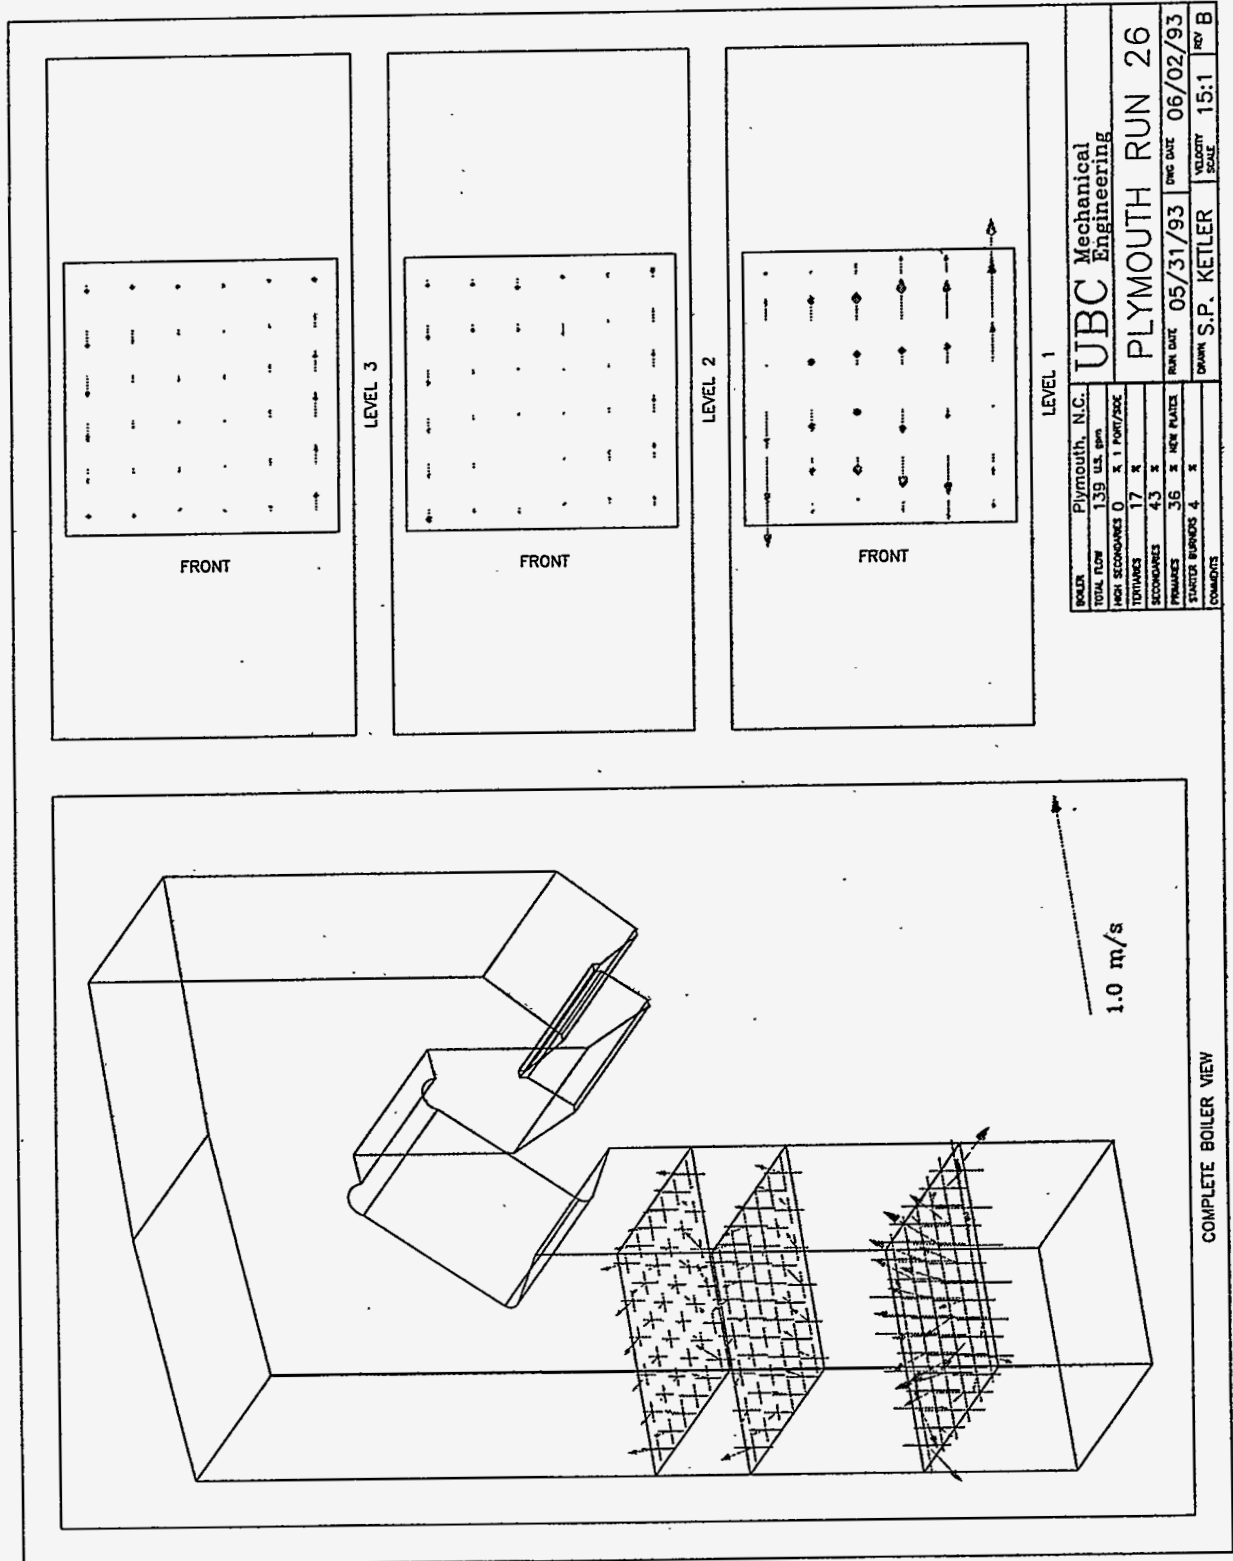 FRONT
LEVEL 3
FRONT
LEVEL 2
FRONT
LEVEL 1
1.0 m/s
COMPLETE BOILER VIEW
BOILER Plymouth, N.C.
TOTAL FLOW 139 U.S. gpm
HIGH SECONDARIES 0 % 1 PORT/SIDE
TERTIARIES 17 %
SECONDARIES 43 %
PRIMARIES 36 % NEW PLATES
STARTER BURNERS 4 %
COMMENTS
UBC Mechanical
Engineering
PLYMOUTH RUN 26
RUN DATE 05/31/93 DWG DATE 06/02/93
DRAWN S.P. KETLER VELOCITY SCALE 15:1 REV B